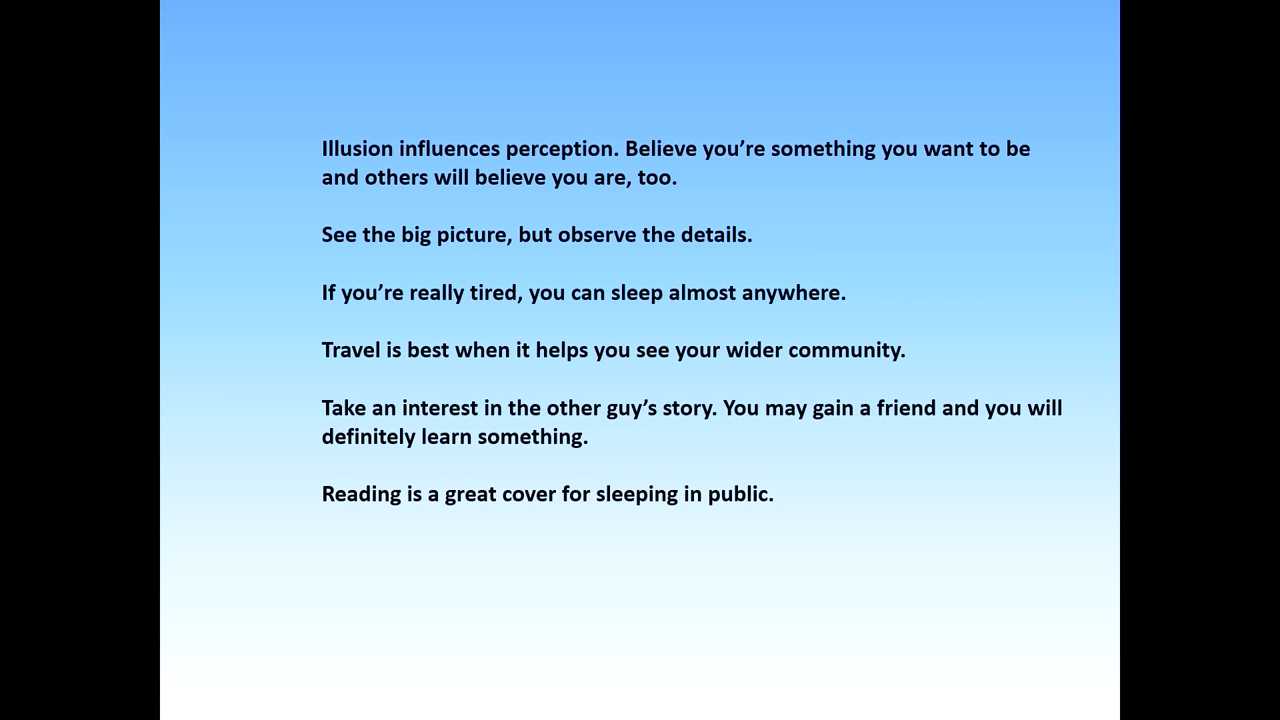 Illusion influences perception. Believe you’re something you want to be
and others will believe you are, too.
See the big picture, but observe the details.
If you’re really tired, you can sleep almost anywhere.
Travel is best when it helps you see your wider community.
Take an interest in the other guy’s story. You may gain a friend and you will
definitely learn something.
Reading is a great cover for sleeping in public.